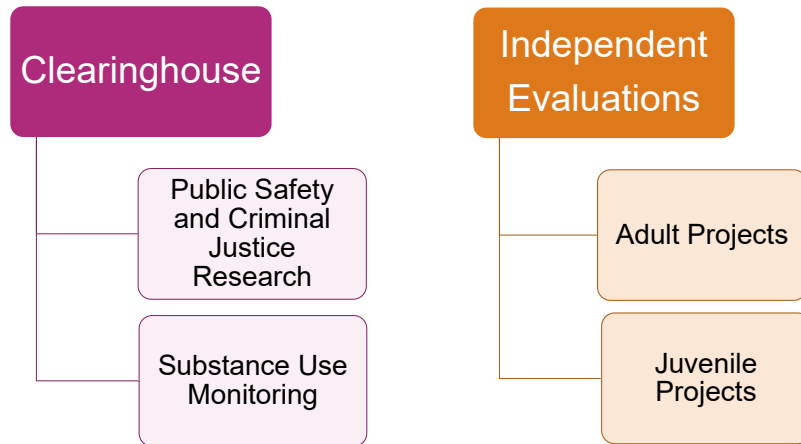 Clearinghouse
Public Safety
and Criminal
Justice
Research
Substance Use
Monitoring
Independent
Evaluations
Adult Projects
Juvenile
Projects